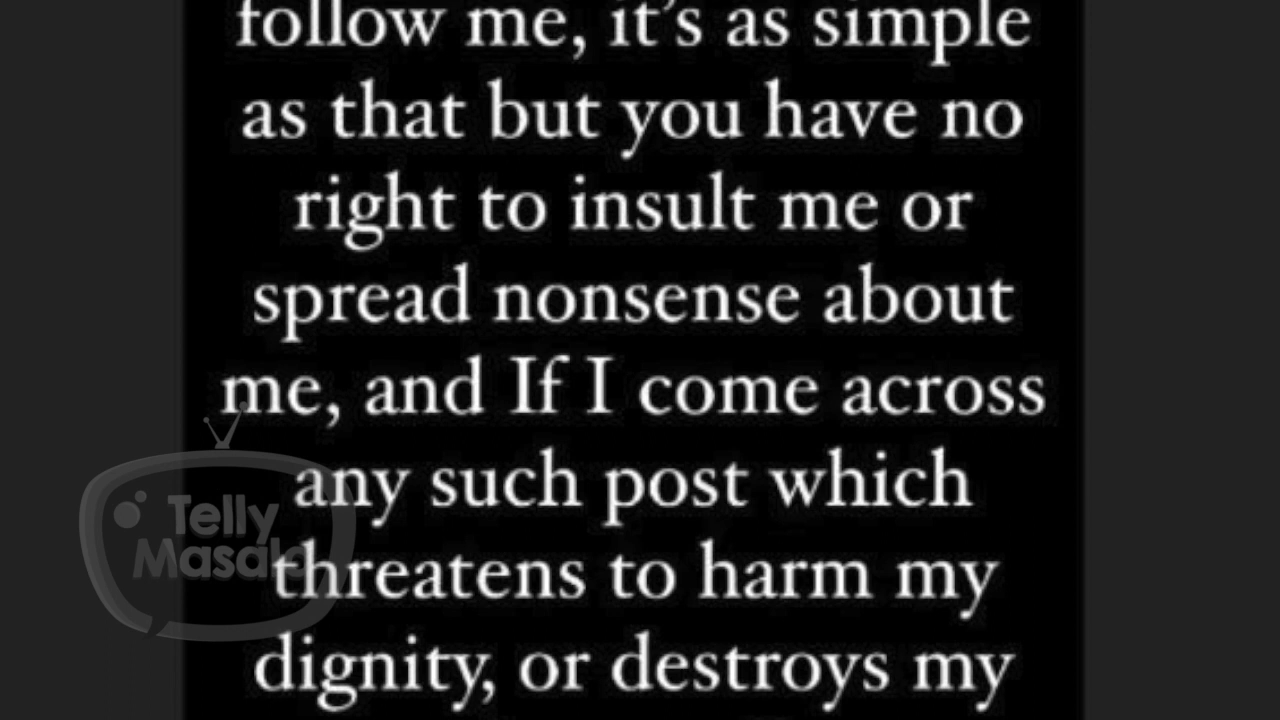 follow me, it's as simple
as that but you have no
right to insult me or
spread nonsense about
me, and If I come across
any such post which
threatens to harm my
dignity, or destroys my
Telly
Masala